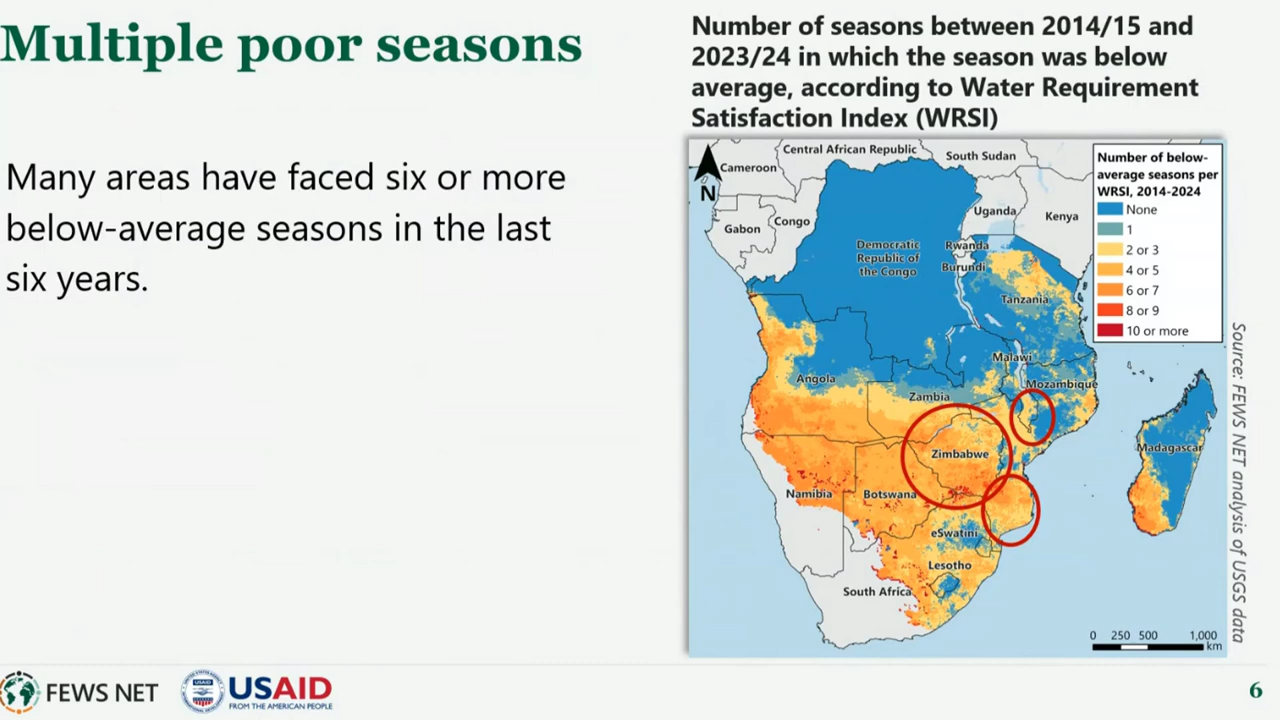 Multiple poor seasons
Many areas have faced six or more
below-average seasons in the last
six years.
Number of seasons between 2014/15 and
2023/24 in which the season was below
average, according to Water Requirement
Satisfaction Index (WRSI)
N
Cameroon
Central African Republic
South Sudan
Gabon
Congo
Uganda
Kenya
Democratic
Republic of
the Congo
Rwanda
Burundi
Tanzania
Angola
Zambia
Malawi
Mozambique
Zimbabwe
Madagascar
Namibia
Botswana
eSwatini
Lesotho
South Africa
Number of below-
average seasons per
WRSI, 2014-2024
None
1
2 or 3
4 or 5
6 or 7
8 or 9
10 or more
0 250 500 1,000
km
Source: FEWS NET analysis of USGS data
FEWS NET
USAID
USAID
FROM THE AMERICAN PEOPLE
6